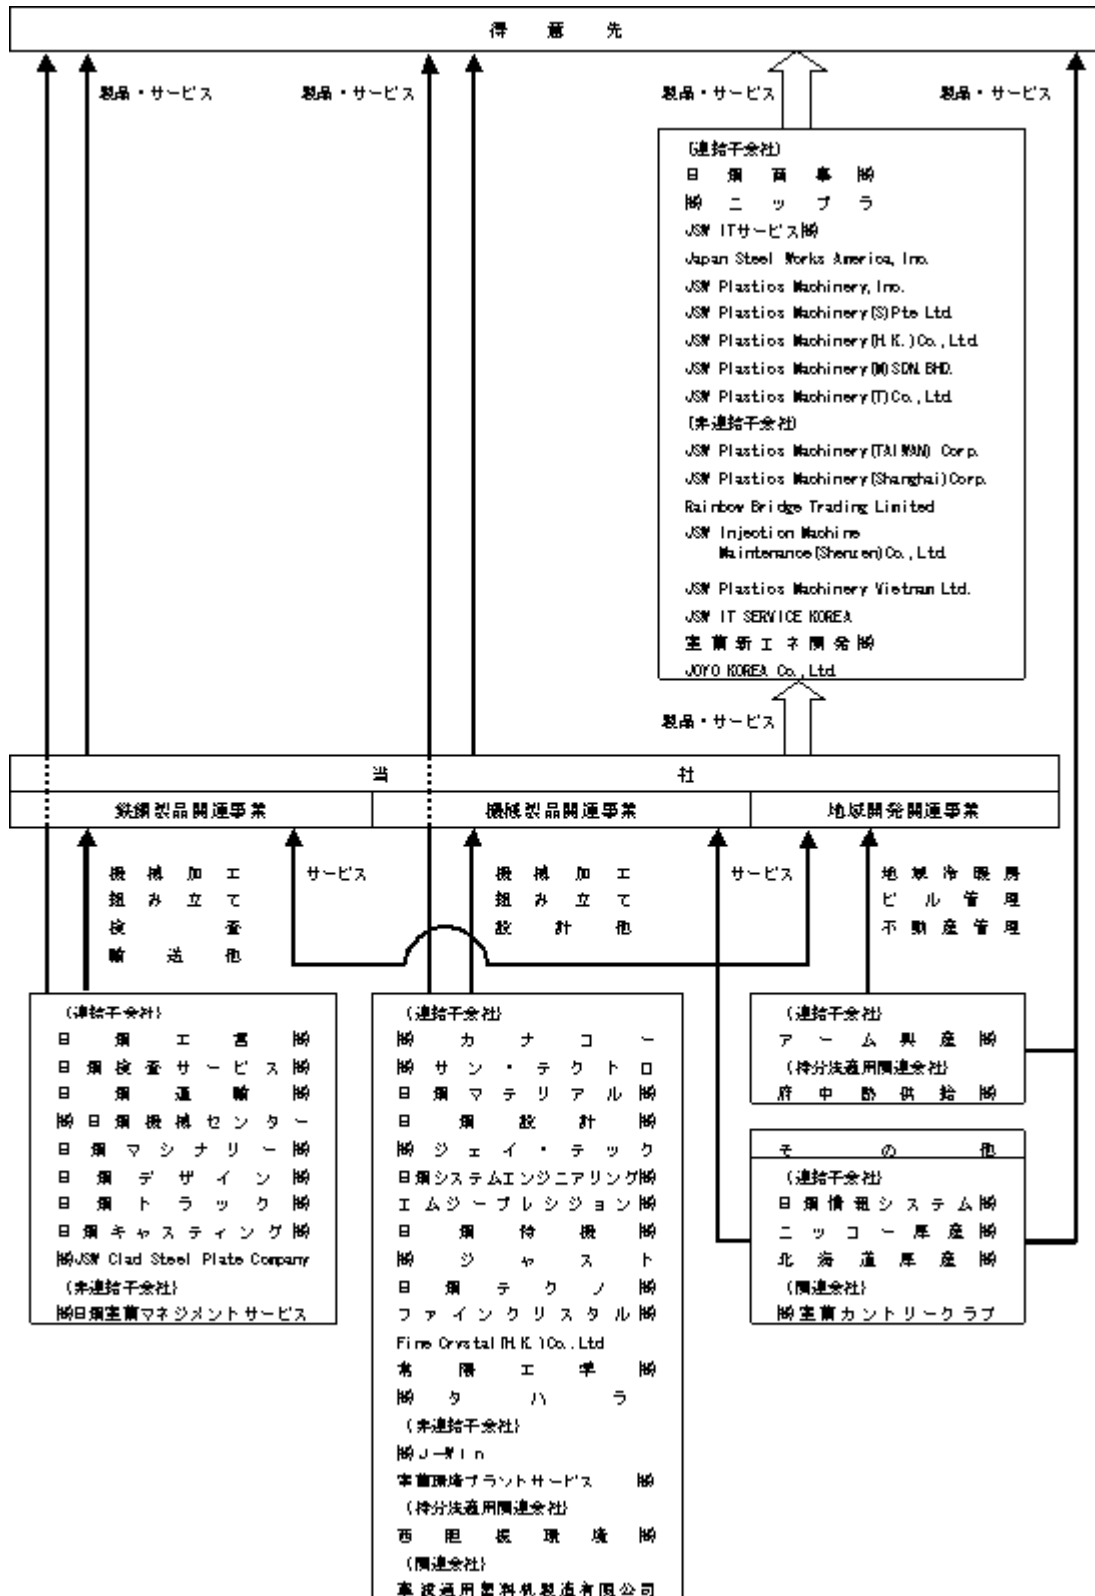 得意先
製品・サービス
製品・サービス
製品・サービス
製品・サービス
(連結子会社)
日鋼商事㈱
㈱ニップラ
JSW ITサービス㈱
Japan Steel Works America, Inc.
JSW Plastics Machinery, Inc.
JSW Plastics Machinery(S)Pte Ltd
JSW Plastics Machinery(H.K.)Co.,Ltd
JSW Plastics Machinery(M)SDN.BHD.
JSW Plastics Machinery(T)Co.,Ltd
(非連結子会社)
JSW Plastics Machinery(TAIWAN) Corp.
JSW Plastics Machinery(Shanghai)Corp.
Rainbow Bridge Trading Limited
JSW Injection Machine
Maintenance(Shenzen)Co.,Ltd
JSW Plastics Machinery Vietnam Ltd.
JSW IT SERVICE KOREA
室蘭新エネ開発㈱
JOYO KOREA Co.,Ltd
製品・サービス
当社
鉄鋼製品関連事業
機械製品関連事業
地域開発関連事業
機械加工
組み立て
検査
輸送他
サービス
機械加工
組み立て
設計他
サービス
地域冷暖房
ビル管理
不動産管理
(連結子会社)
日鋼工営㈱
日鋼検査サービス㈱
日鋼運輸㈱
㈱日鋼機械センター
日鋼マシナリー㈱
日鋼デザイン㈱
日鋼トラック㈱
日鋼キャスティング㈱
㈱JSW Clad Steel Plate Company
(非連結子会社)
㈱日鋼室蘭マネジメントサービス
(連結子会社)
㈱カナコー
㈱サン・テクトロ
日鋼マテリアル㈱
日鋼設計㈱
㈱ジェイ・テック
日鋼システムエンジニアリング㈱
エムジープレシジョン㈱
日鋼特機㈱
㈱ジャスト
日鋼テクノ㈱
ファインクリスタル㈱
Fine Crystal(H.K.)Co.,Ltd
常陽工学㈱
㈱タハラ
(非連結子会社)
㈱J-Win
室蘭環境プラントサービス㈱
(持分法適用関連会社)
西胆振環境㈱
(関連会社)
寧波通用塑料机製造有限公司
(連結子会社)
アーム興産㈱
(持分法適用関連会社)
府中熱供給㈱
その他
(連結子会社)
日鋼情報システム㈱
ニッコー厚産㈱
北海道厚産㈱
(関連会社)
㈱室蘭カントリークラブ